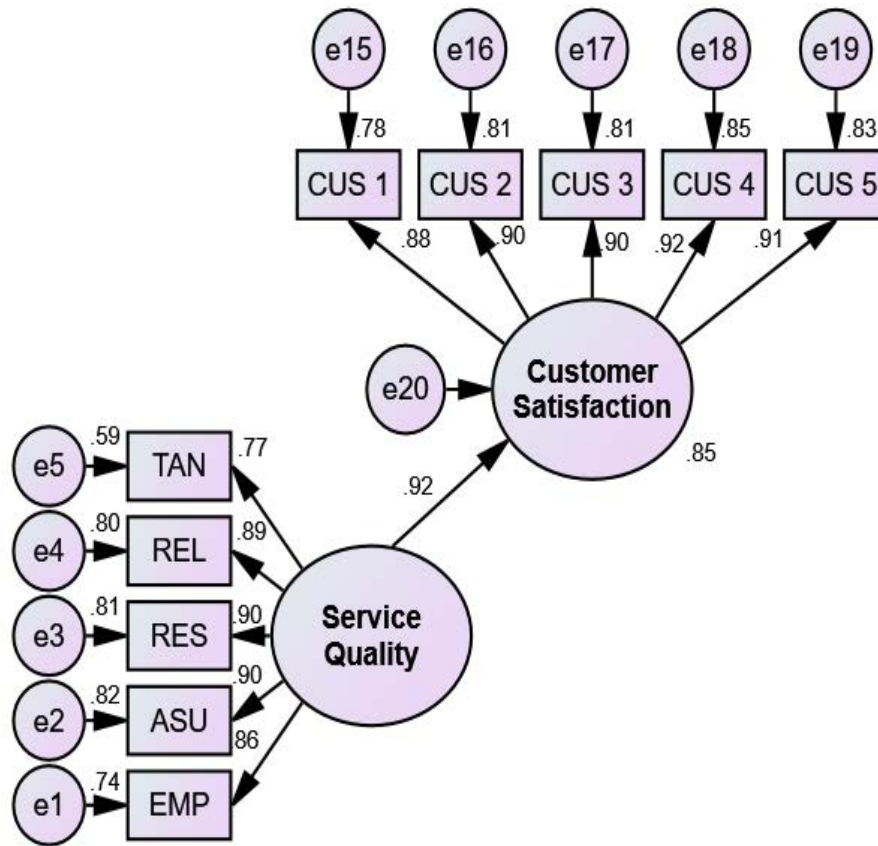 e15 e16 e17 e18 e19
.78 .81 .81 .85 .83
CUS 1 CUS 2 CUS 3 CUS 4 CUS 5
.88 .90 .90 .92 .91
Customer
Satisfaction
e20
.85
.92
e5 .59 TAN .77
e4 .80 REL .89
e3 .81 RES .90
e2 .82 ASU .90
e1 .74 EMP .86
Service
Quality